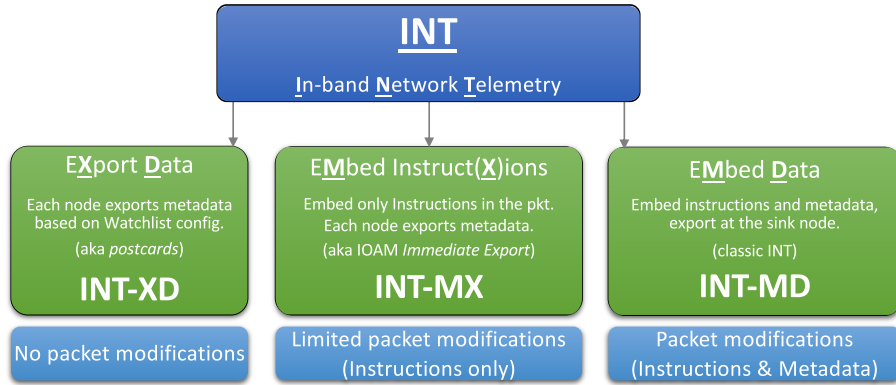 INT
In-band Network Telemetry
EXport Data
Each node exports metadata
based on Watchlist config.
(aka postcards)
INT-XD
No packet modifications
EMbed Instruct(X)ions
Embed only Instructions in the pkt.
Each node exports metadata.
(aka IOAM Immediate Export)
INT-MX
Limited packet modifications
(Instructions only)
EMbed Data
Embed instructions and metadata,
export at the sink node.
(classic INT)
INT-MD
Packet modifications
(Instructions & Metadata)